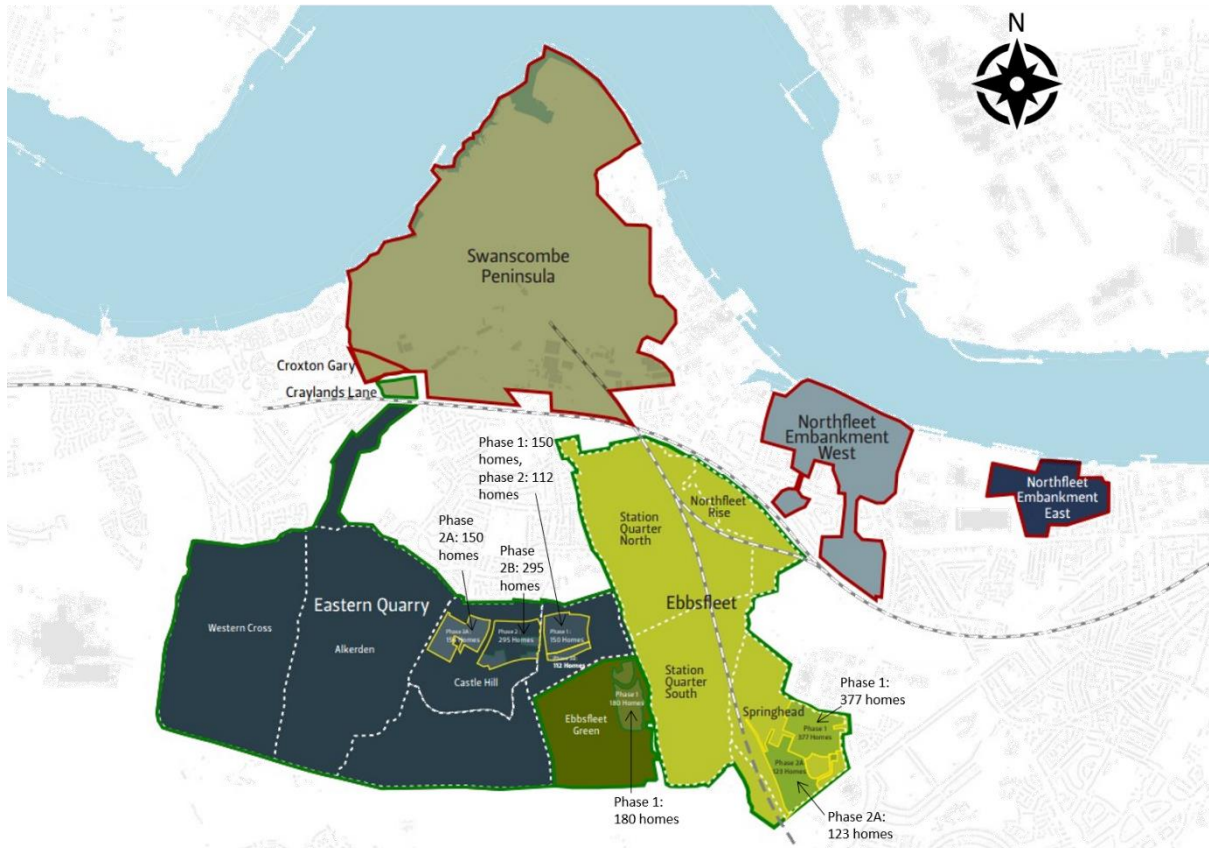 N
Swanscombe
Peninsula
Croxton Gary
Craylands Lane
Northfleet
Embankment
West
Northfleet
Embankment
East
Phase 1: 150
homes,
phase 2: 112
homes
Northfleet
Rise
Station
Quarter
North
Phase
2A: 150
homes
Phase
2B: 295
homes
Ebbsfleet
Eastern Quarry
Western Cross
Alkerden
Phase 2
295 Homes
Phase 1:
150 Homes
112 Homes
Castle Hill
Station
Quarter
South
Phase 1
180 Homes
Ebbsfleet
Green
Springhead
Phase 1:
377 homes
Phase 1
377 Homes
Phase 2A
123 Homes
Phase 1:
180 homes
Phase 2A:
123 homes